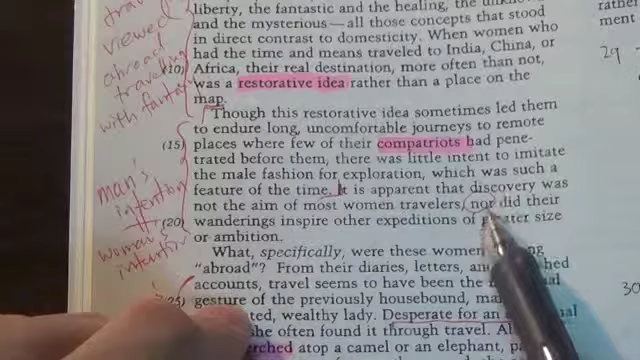 trav
viewed
abroad
traveling
with fantas
liberty, the fantastic and the healing, the
and the mysterious—all those concepts that stood
in direct contrast to domesticity. When women who
had the time and means traveled to India, China, or
(10) Africa, their real destination, more often than not,
was a restorative idea rather than a place on the
map.
Though this restorative idea sometimes led them
to endure long, uncomfortable journeys to remote
(15) places where few of their compatriots had pene-
trated before them, there was little intent to imitate
the male fashion for exploration, which was such a
feature of the time. It is apparent that discovery was
not the aim of most women travelers, nor did their
(20) wanderings inspire other expeditions of greater size
or ambition.
man's
intention
woman's
intention
What, specifically, were these women
"abroad"? From their diaries, letters, and
accounts, travel seems to have been the
(25) gesture of the previously housebound,
wealthy lady. Desperate for an
she often found it through travel.
atop a camel or an elephant,
rather
ment
29
30